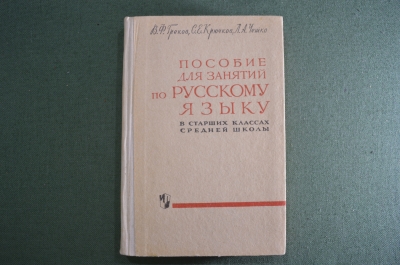 В. Ф. Греков, С. Е. Крючков, Л. А. Чешко
ПОСОБИЕ
ДЛЯ ЗАНЯТИЙ
ПО РУССКОМУ
ЯЗЫКУ
В СТАРШИХ КЛАССАХ
СРЕДНЕЙ ШКОЛЫ